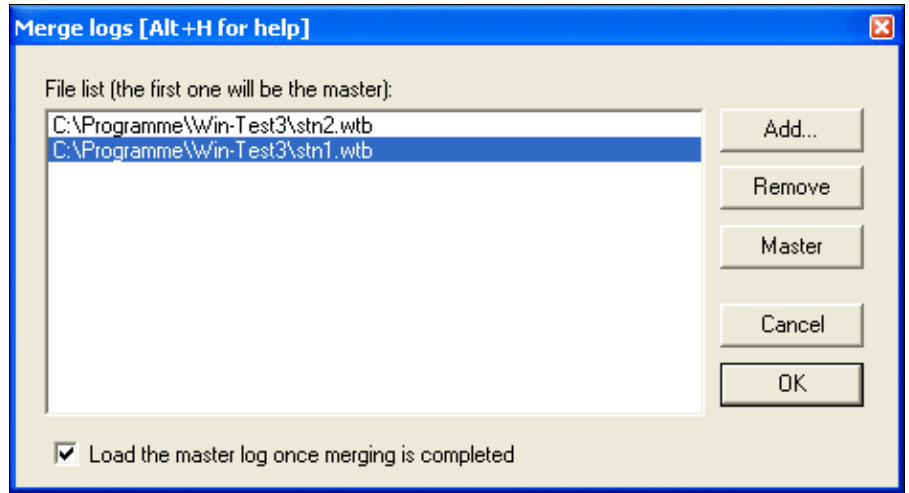 Merge logs [Alt+H for help]
File list (the first one will be the master):
C:\Programme\Win-Test3\stn2.wtb
C:\Programme\Win-Test3\stn1.wtb
Add...
Remove
Master
Cancel
OK
Load the master log once merging is completed